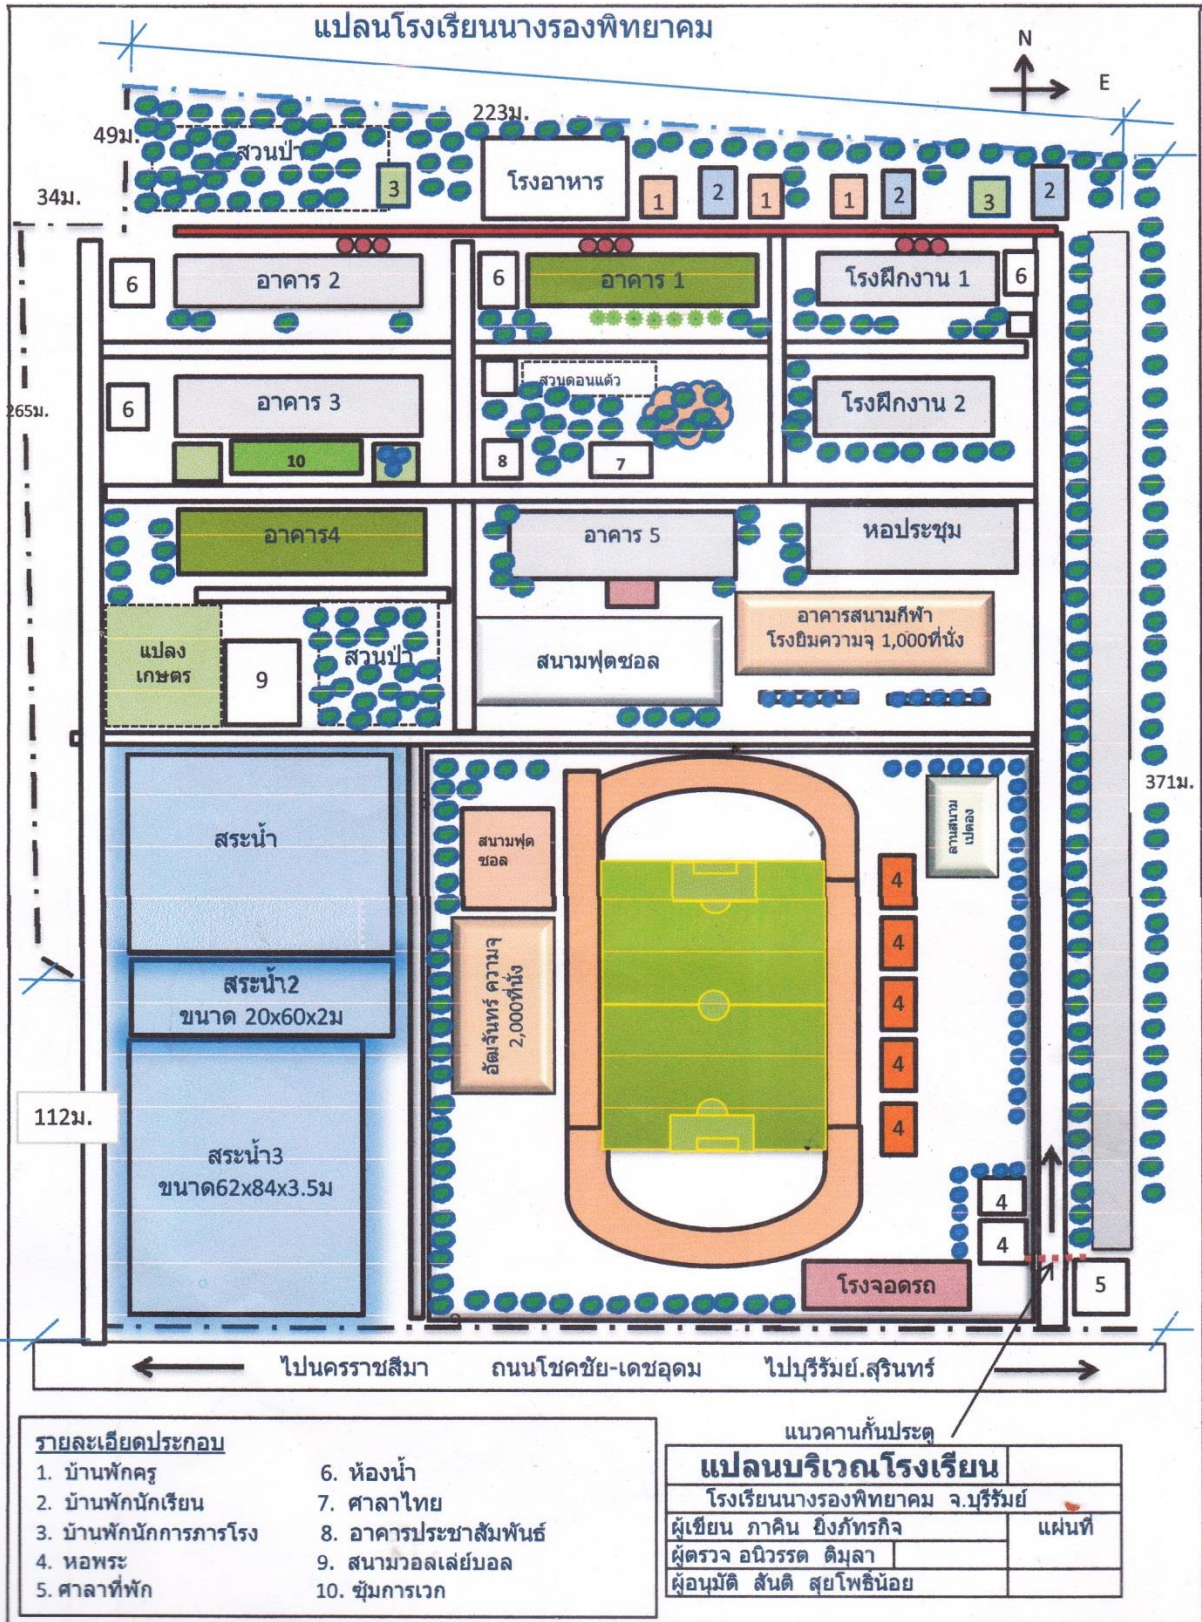 แปลนโรงเรียนนางรองพิทยาคม
N
E
223ม.
49ม.
34ม.
สวนป่า
3
โรงอาหาร
1
2
1
1
2
3
2
6
อาคาร 2
6
อาคาร 1
โรงฝึกงาน 1
6
265ม.
6
อาคาร 3
สวนดอนแต้ว
โรงฝึกงาน 2
10
8
7
อาคาร4
อาคาร 5
หอประชุม
แปลง
เกษตร
9
สวนป่า
สนามฟุตซอล
อาคารสนามกีฬา
โรงยิมความจุ 1,000ที่นั่ง
371ม.
สระน้ำ
สนามฟุต
ซอล
ลานสนาม
เปตอง
4
4
4
4
4
อัฒจันทร์ ความจุ
2,000ที่นั่ง
สระน้ำ2
ขนาด 20x60x2ม
112ม.
สระน้ำ3
ขนาด62x84x3.5ม
4
4
โรงจอดรถ
5
ไปนครราชสีมา ถนนโชคชัย-เดชอุดม ไปบุรีรัมย์.สุรินทร์
แนวคานกั้นประตู
รายละเอียดประกอบ
1. บ้านพักครู
2. บ้านพักนักเรียน
3. บ้านพักนักการภารโรง
4. หอพระ
5. ศาลาที่พัก
6. ห้องน้ำ
7. ศาลาไทย
8. อาคารประชาสัมพันธ์
9. สนามวอลเล่ย์บอล
10. ซุ้มการเวก
แปลนบริเวณโรงเรียน
โรงเรียนนางรองพิทยาคม จ.บุรีรัมย์
ผู้เขียน ภาคิน ยิ่งภัทรกิจ
แผ่นที่
ผู้ตรวจ อนิวรรต ติมุลา
ผู้อนุมัติ สันติ สุยโพธิ์น้อย